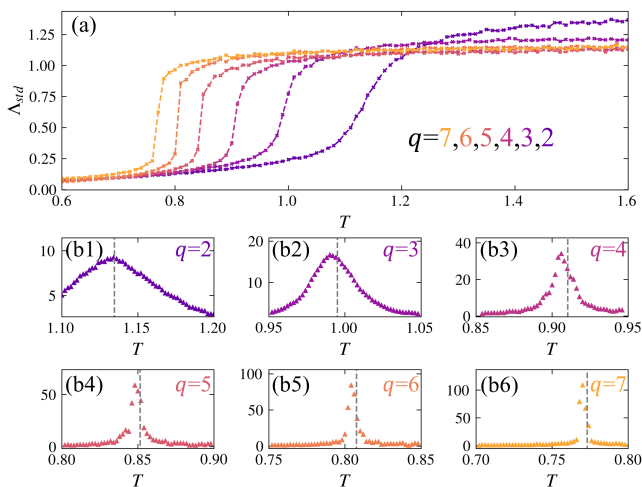 (a)
1.25
1.00
0.75
0.50
0.25
0.00
Λstd
q=7,6,5,4,3,2
0.6 0.8 1.0 1.2 1.4 1.6
T
(b1) q=2
10
5
1.10 1.15 1.20
T
(b2) q=3
20
10
0.95 1.00 1.05
T
(b3) q=4
40
20
0
0.85 0.90 0.95
T
(b4) q=5
50
0
0.80 0.85 0.90
T
(b5) q=6
100
50
0
0.75 0.80 0.85
T
(b6) q=7
100
50
0
0.70 0.75 0.80
T